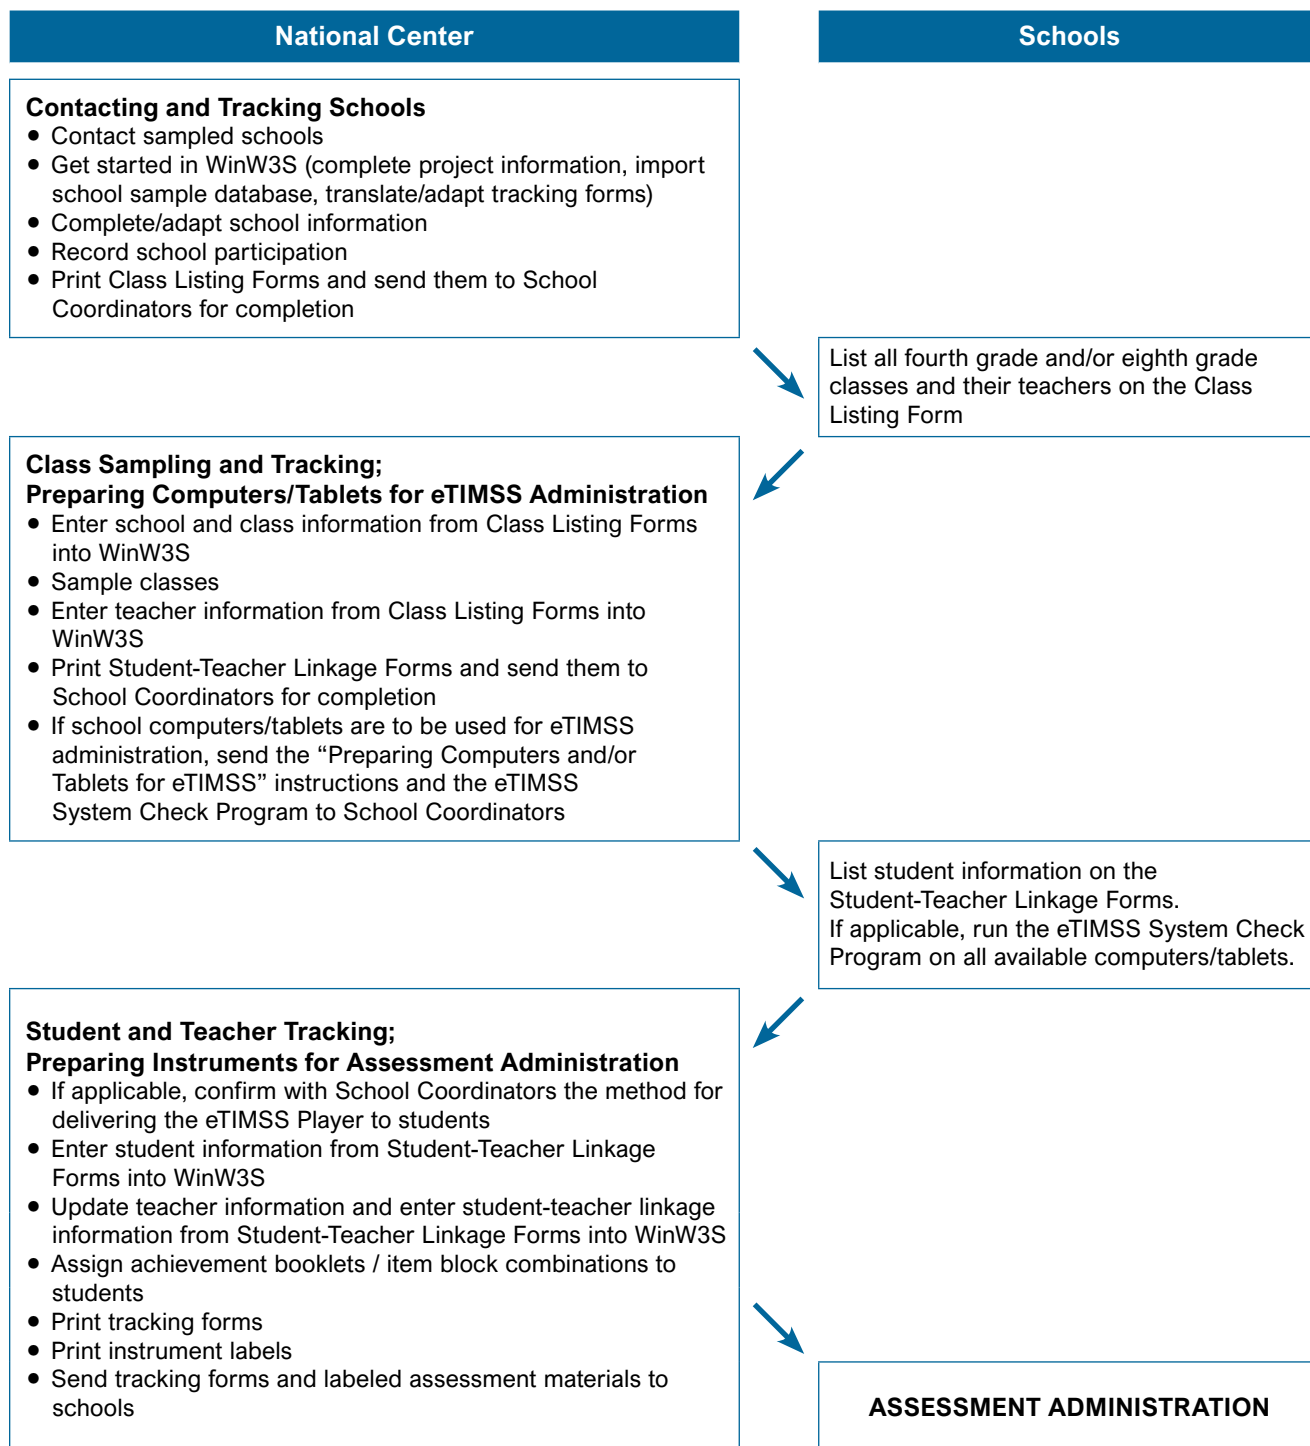 National Center
Schools
Contacting and Tracking Schools
● Contact sampled schools
● Get started in WinW3S (complete project information, import
school sample database, translate/adapt tracking forms)
● Complete/adapt school information
● Record school participation
● Print Class Listing Forms and send them to School
Coordinators for completion
List all fourth grade and/or eighth grade
classes and their teachers on the Class
Listing Form
Class Sampling and Tracking;
Preparing Computers/Tablets for eTIMSS Administration
● Enter school and class information from Class Listing Forms
into WinW3S
● Sample classes
● Enter teacher information from Class Listing Forms into
WinW3S
● Print Student-Teacher Linkage Forms and send them to
School Coordinators for completion
● If school computers/tablets are to be used for eTIMSS
administration, send the “Preparing Computers and/or
Tablets for eTIMSS” instructions and the eTIMSS
System Check Program to School Coordinators
List student information on the
Student-Teacher Linkage Forms.
If applicable, run the eTIMSS System Check
Program on all available computers/tablets.
Student and Teacher Tracking;
Preparing Instruments for Assessment Administration
● If applicable, confirm with School Coordinators the method for
delivering the eTIMSS Player to students
● Enter student information from Student-Teacher Linkage
Forms into WinW3S
● Update teacher information and enter student-teacher linkage
information from Student-Teacher Linkage Forms into WinW3S
● Assign achievement booklets / item block combinations to
students
● Print tracking forms
● Print instrument labels
● Send tracking forms and labeled assessment materials to
schools
ASSESSMENT ADMINISTRATION